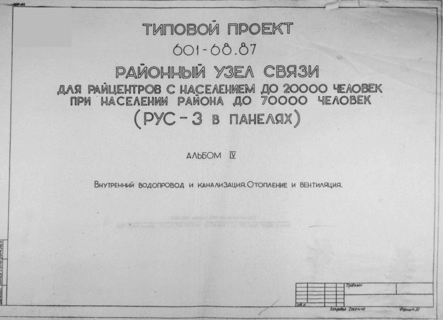 ТИПОВОЙ ПРОЕКТ
601-68.87
РАЙОННЫЙ УЗЕЛ СВЯЗИ
ДЛЯ РАЙЦЕНТРОВ С НАСЕЛЕНИЕМ ДО 20000 ЧЕЛОВЕК
ПРИ НАСЕЛЕНИИ РАЙОНА ДО 70000 ЧЕЛОВЕК
(РУС-3 В ПАНЕЛЯХ)
АЛЬБОМ IV
ВНУТРЕННИЙ ВОДОПРОВОД И КАНАЛИЗАЦИЯ. ОТОПЛЕНИЕ И ВЕНТИЛЯЦИЯ.
Привязан